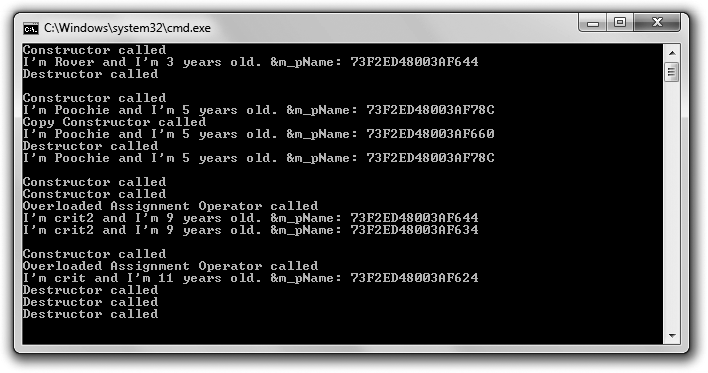 C:\Windows\system32\cmd.exe
Constructor called
I'm Rover and I'm 3 years old. &m_pName: 73F2ED48003AF644
Destructor called
Constructor called
I'm Poochie and I'm 5 years old. &m_pName: 73F2ED48003AF78C
Copy Constructor called
I'm Poochie and I'm 5 years old. &m_pName: 73F2ED48003AF660
Destructor called
I'm Poochie and I'm 5 years old. &m_pName: 73F2ED48003AF78C
Constructor called
Constructor called
Overloaded Assignment Operator called
I'm crit2 and I'm 9 years old. &m_pName: 73F2ED48003AF644
I'm crit2 and I'm 9 years old. &m_pName: 73F2ED48003AF634
Constructor called
Overloaded Assignment Operator called
I'm crit and I'm 11 years old. &m_pName: 73F2ED48003AF624
Destructor called
Destructor called
Destructor called